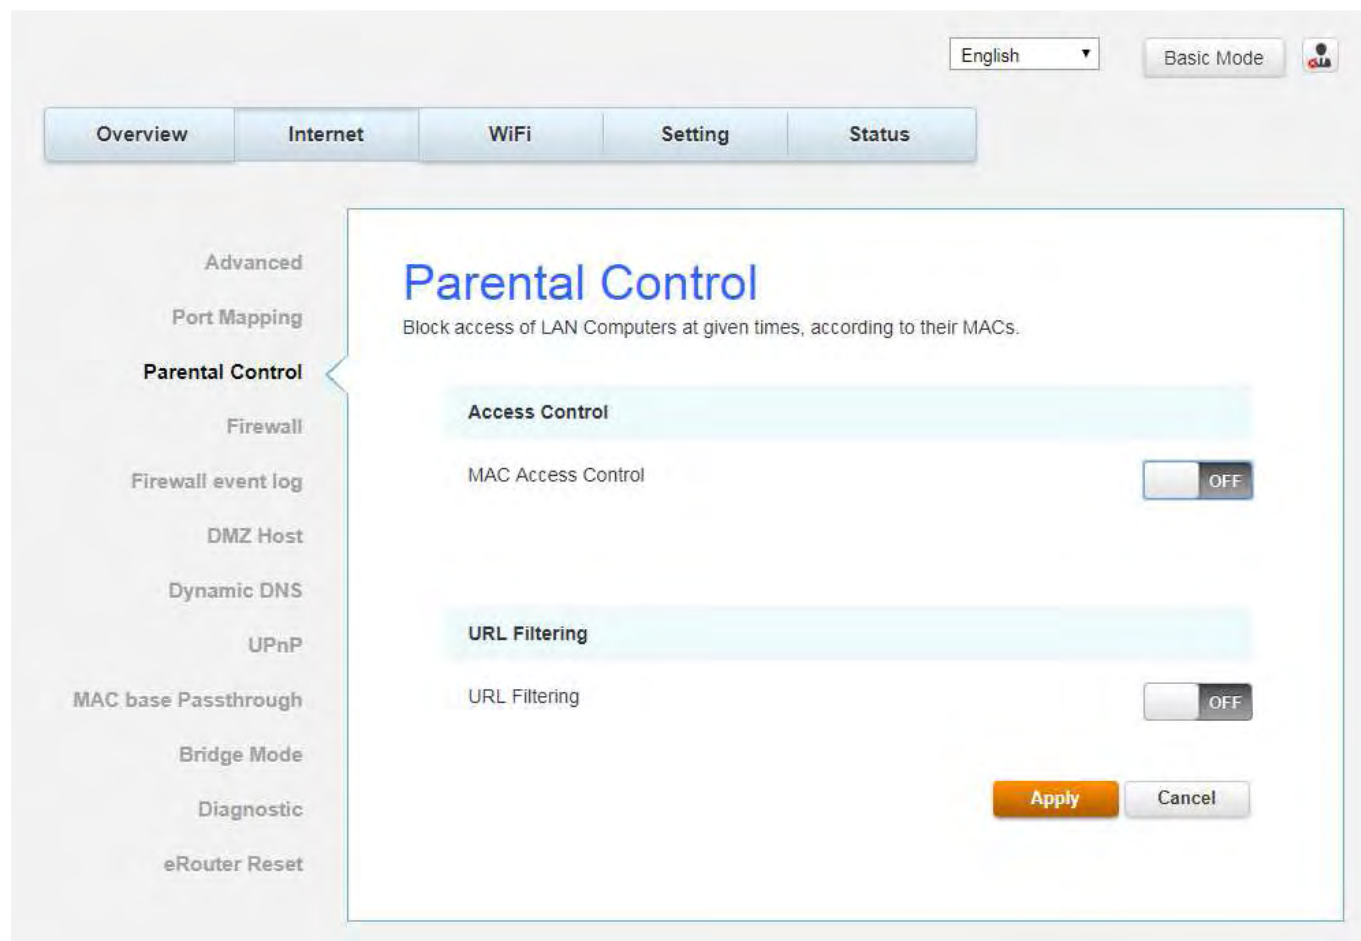 English
Basic Mode
Overview Internet WiFi Setting Status
Advanced
Port Mapping
Parental Control
Firewall
Firewall event log
DMZ Host
Dynamic DNS
UPnP
MAC base Passthrough
Bridge Mode
Diagnostic
eRouter Reset
Parental Control
Block access of LAN Computers at given times, according to their MACs.
Access Control
MAC Access Control OFF
URL Filtering
URL Filtering OFF
Apply Cancel